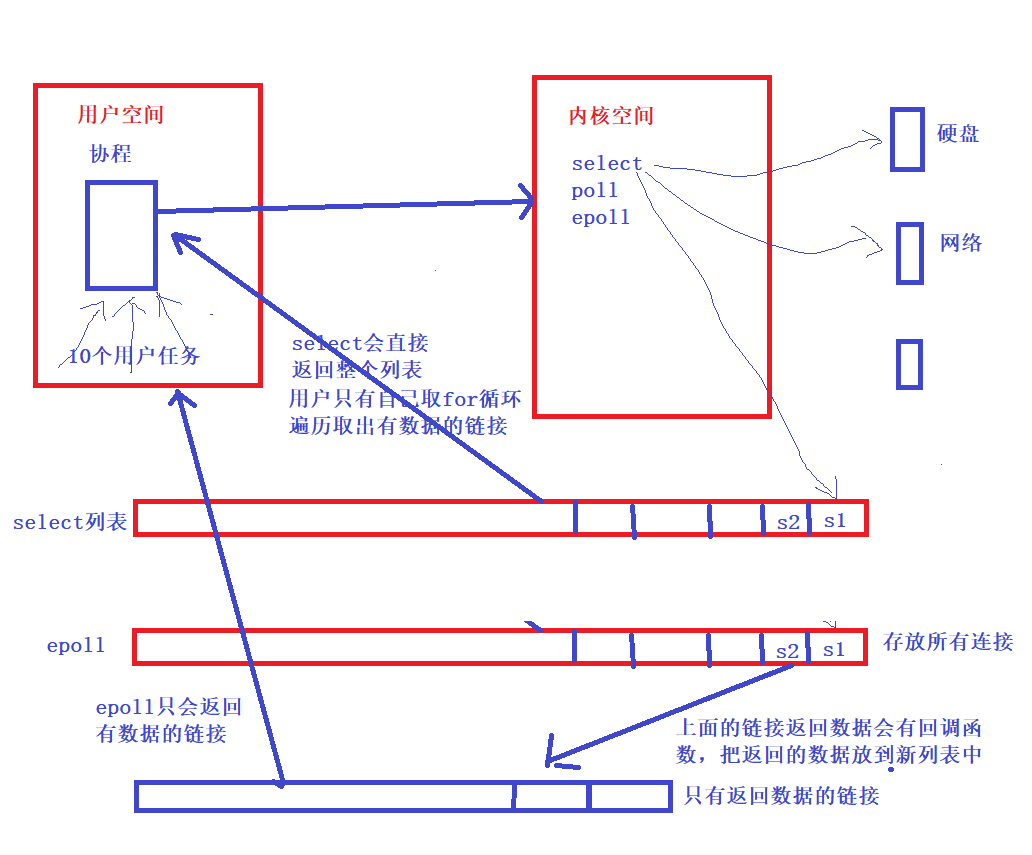 用户空间
协程
10个用户任务
内核空间
select
poll
epoll
硬盘
网络
select会直接
返回整个列表
用户只有自己取for循环
遍历取出有数据的链接
select列表
s2
s1
epoll
s2
s1
存放所有连接
epoll只会返回
有数据的链接
上面的链接返回数据会有回调函
数，把返回的数据放到新列表中
只有返回数据的链接